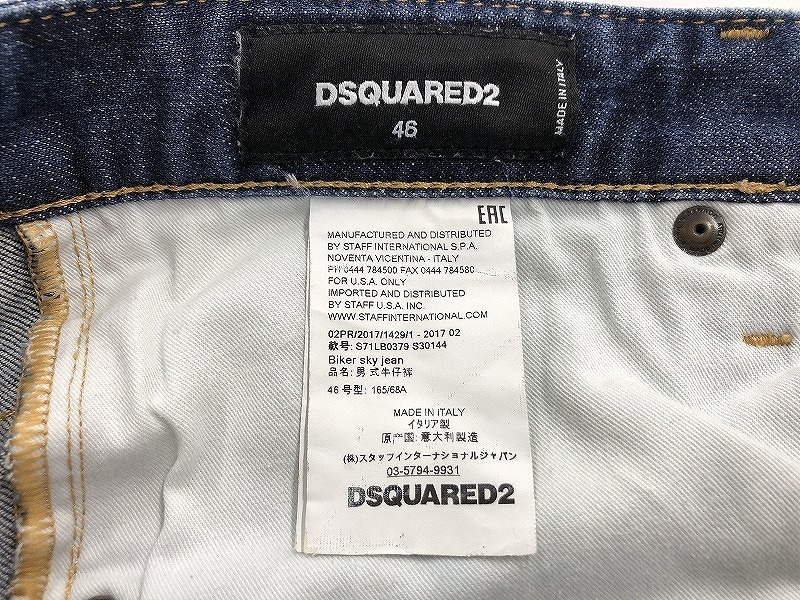 DSQUARED2
46
MADE IN ITALY
EAC
MANUFACTURED AND DISTRIBUTED
BY STAFF INTERNATIONAL S.P.A.
NOVENTA VICENTINA - ITALY
PH 0444 784500 FAX 0444 784580
FOR U.S.A. ONLY
IMPORTED AND DISTRIBUTED
BY STAFF U.S.A. INC.
WWW.STAFFINTERNATIONAL.COM
02PR/2017/1429/1 - 2017 02
款号: S71LB0379 S30144
Biker sky jean
品名: 男 式牛仔裤
46 号型: 165/68A
MADE IN ITALY
イタリア製
原产国: 意大利製造
(株)スタッフインターナショナルジャパン
03-5794-9931
DSQUARED2